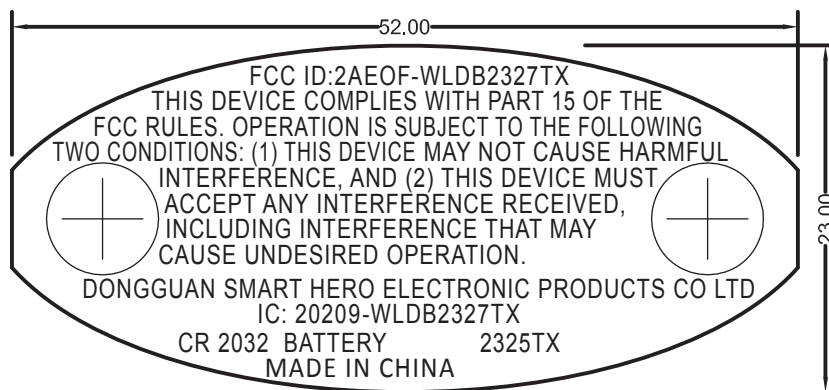 52.00
FCC ID:2AEOF-WLDB2327TX
THIS DEVICE COMPLIES WITH PART 15 OF THE
FCC RULES. OPERATION IS SUBJECT TO THE FOLLOWING
TWO CONDITIONS: (1) THIS DEVICE MAY NOT CAUSE HARMFUL
INTERFERENCE, AND (2) THIS DEVICE MUST
ACCEPT ANY INTERFERENCE RECEIVED,
INCLUDING INTERFERENCE THAT MAY
CAUSE UNDESIRED OPERATION.
DONGGUAN SMART HERO ELECTRONIC PRODUCTS CO LTD
IC: 20209-WLDB2327TX
CR 2032 BATTERY 2325TX
MADE IN CHINA
23.00